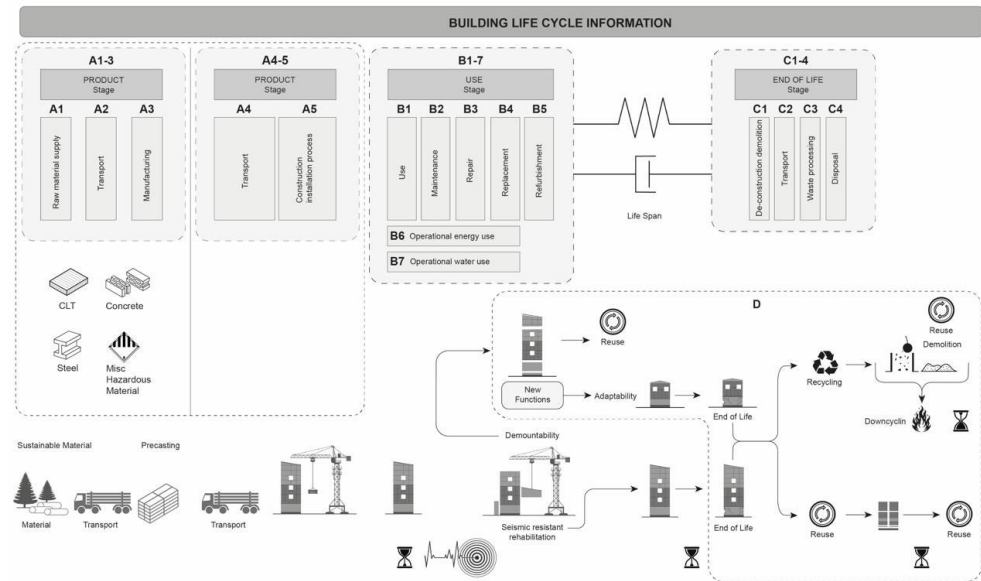 BUILDING LIFE CYCLE INFORMATION
A1-3
PRODUCT
Stage
A1
A2
A3
Raw material supply
Transport
Manufacturing
A4-5
PRODUCT
Stage
A4
A5
Transport
Construction
installation process
B1-7
USE
Stage
B1
B2
B3
B4
B5
Use
Maintenance
Repair
Replacement
Refurbishment
B6 Operational energy use
B7 Operational water use
Life Span
C1-4
END OF LIFE
Stage
C1
C2
C3
C4
De-construction demolition
Transport
Waste processing
Disposal
CLT
Concrete
Steel
Misc
Hazardous
Material
D
Reuse
New
Functions
Adaptability
End of Life
Recycling
Reuse
Demolition
Downcyclin
Demountability
Sustainable Material
Precasting
Material
Transport
Transport
Seismic resistant
rehabilitation
End of Life
Reuse
Reuse